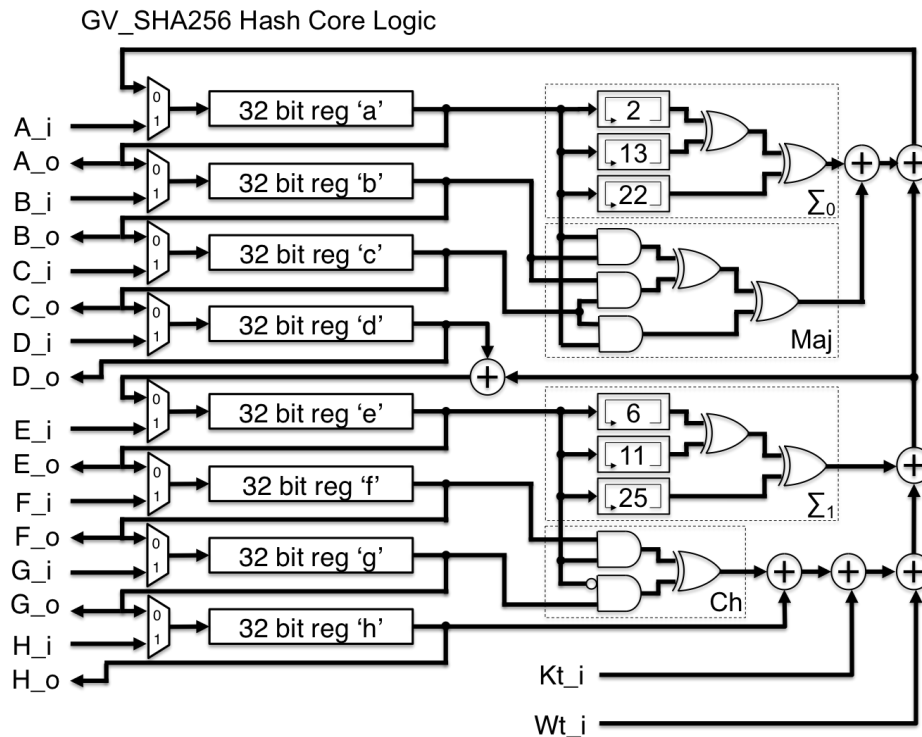 GV_SHA256 Hash Core Logic
A_i
A_o
B_i
B_o
C_i
C_o
D_i
D_o
E_i
E_o
F_i
F_o
G_i
G_o
H_i
H_o
0
1
0
1
0
1
0
1
0
1
0
1
0
1
0
1
32 bit reg 'a'
32 bit reg 'b'
32 bit reg 'c'
32 bit reg 'd'
32 bit reg 'e'
32 bit reg 'f'
32 bit reg 'g'
32 bit reg 'h'
2
13
22
∑0
Maj
+
+
+
6
11
25
∑1
+
Ch
+
+
+
Kt_i
Wt_i